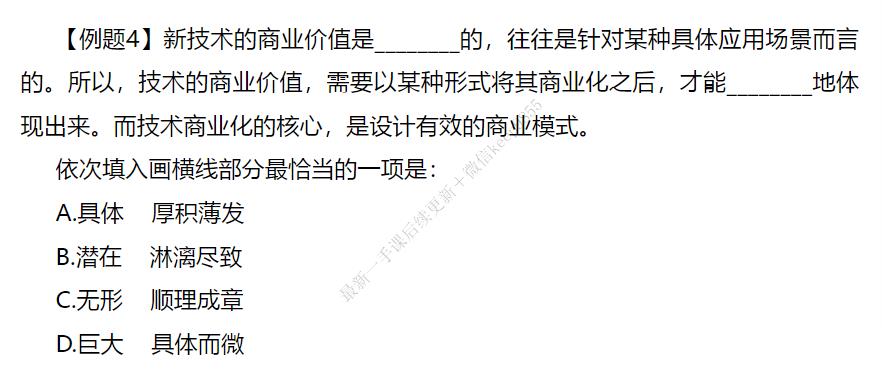 【例题4】新技术的商业价值是________的，往往是针对某种具体应用场景而言
的。所以，技术的商业价值，需要以某种形式将其商业化之后，才能________地体
现出来。而技术商业化的核心，是设计有效的商业模式。
依次填入画横线部分最恰当的一项是：
A.具体 厚积薄发
B.潜在 淋漓尽致
C.无形 顺理成章
D.巨大 具体而微
最新一手课后续更新＋微信